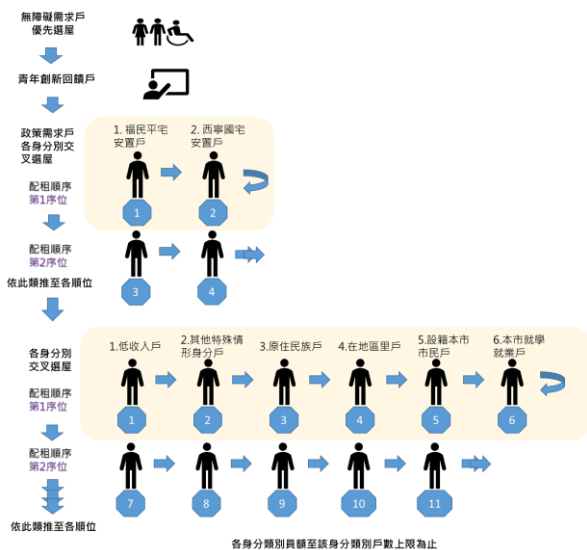 無障礙需求戶
優先選屋
青年創新回饋戶
政策需求戶
各身分別交
叉選屋
1. 福民平宅
安置戶
2. 西寧國宅
安置戶
配租順序
第1序位
1
2
配租順序
第2序位
3
4
依此類推至各順位
各身分別
交叉選屋
1.低收入戶
2.其他特殊情
形身分戶
3.原住民族戶
4.在地區里戶
5.設籍本市
市民戶
6.本市就學
就業戶
配租順序
第1序位
1
2
3
4
5
6
配租順序
第2序位
7
8
9
10
11
依此類推至各順位
各身分類別員額至該身分類別戶數上限為止